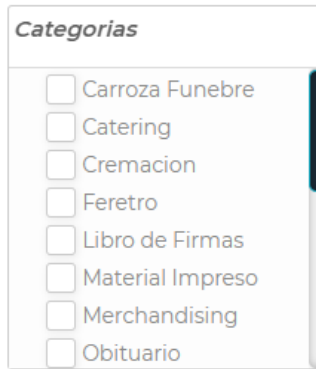 Categorias
Carroza Funebre
Catering
Cremacion
Feretro
Libro de Firmas
Material Impreso
Merchandising
Obituario